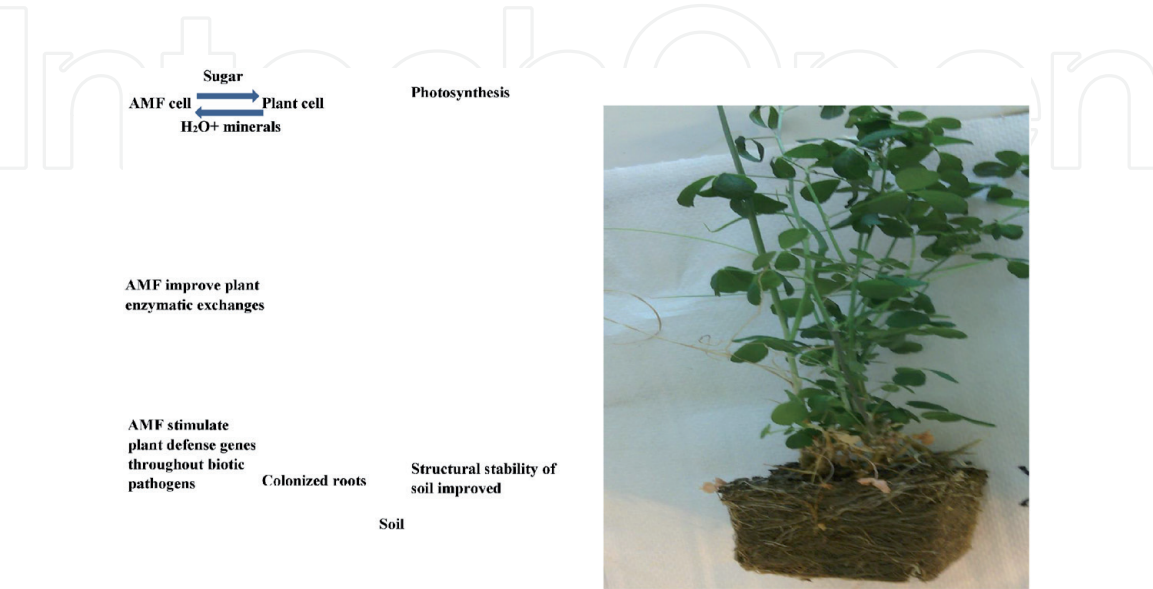 IntechOpen
Sugar
AMF cell Plant cell
H₂O+ minerals
Photosynthesis
AMF improve plant
enzymatic exchanges
AMF stimulate
plant defense genes
throughout biotic
pathogens
Colonized roots
Structural stability of
soil improved
Soil